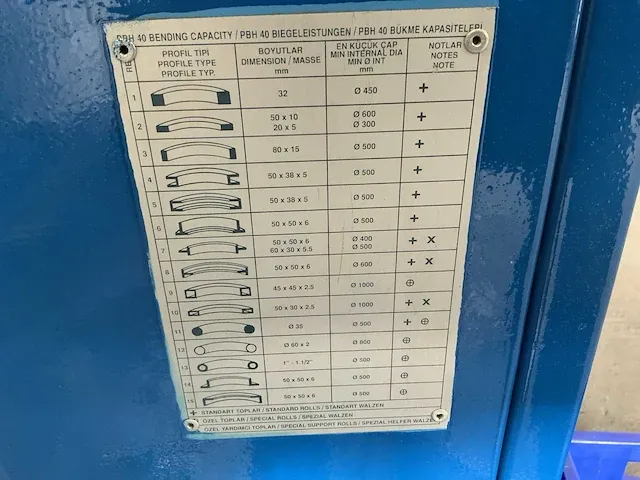 PBH 40 BENDING CAPACITY / PBH 40 BIEGELEISTUNGEN / PBH 40 BÜKME KAPASİTELERİ
PROFIL TIPI
PROFILE TYPE
PROFILE TYP.
BOYUTLAR
DIMENSION / MASSE
mm
EN KÜCÜK ÇAP
MIN INTERNAL DIA
MIN Ø INT
mm
NOTLAR
NOTES
NOTE
1 32 Ø 450 +
2 50 x 10 Ø 600 +
20 x 5 Ø 300
3 80 x 15 Ø 500 +
4 50 x 38 x 5 Ø 500 +
5 50 x 38 x 5 Ø 500 +
6 50 x 50 x 6 Ø 500 +
7 50 x 50 x 6 Ø 400 + X
60 x 30 x 5.5 Ø 500
8 50 x 50 x 6 Ø 600 + X
9 45 x 45 x 2.5 Ø 1000 ⊕
10 50 x 30 x 2.5 Ø 1000 + X
11 Ø 35 Ø 500 + ⊕
12 Ø 60 x 2 Ø 800 ⊕
13 1" - 1.1/2" Ø 500 ⊕
14 50 x 50 x 6 Ø 500 ⊕
15 50 x 50 x 6 Ø 500 ⊕
+ STANDART TOPLAR / STANDARD ROLLS / STANDART WALZEN
ÖZEL TOPLAR / SPECIAL ROLLS / SPEZIAL WALZEN
ÖZEL YARDIMCI TOPLAR / SPECIAL SUPPORT ROLLS / SPEZIAL HELFER WALZEN